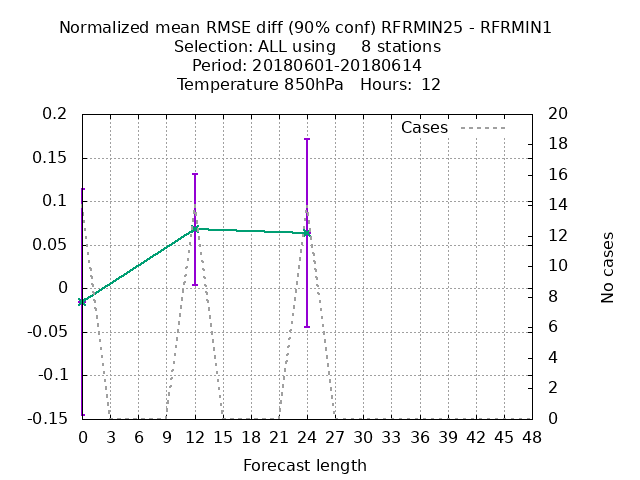 Normalized mean RMSE diff (90% conf) RFRMIN25 - RFRMIN1
Selection: ALL using     8 stations
Period: 20180601-20180614
Temperature 850hPa   Hours:  12
0.2
0.15
0.1
0.05
0
-0.05
-0.1
-0.15
Cases
20
18
16
14
12
10
8
6
4
2
0
No cases
0 3 6 9 12 15 18 21 24 27 30 33 36 39 42 45 48
Forecast length